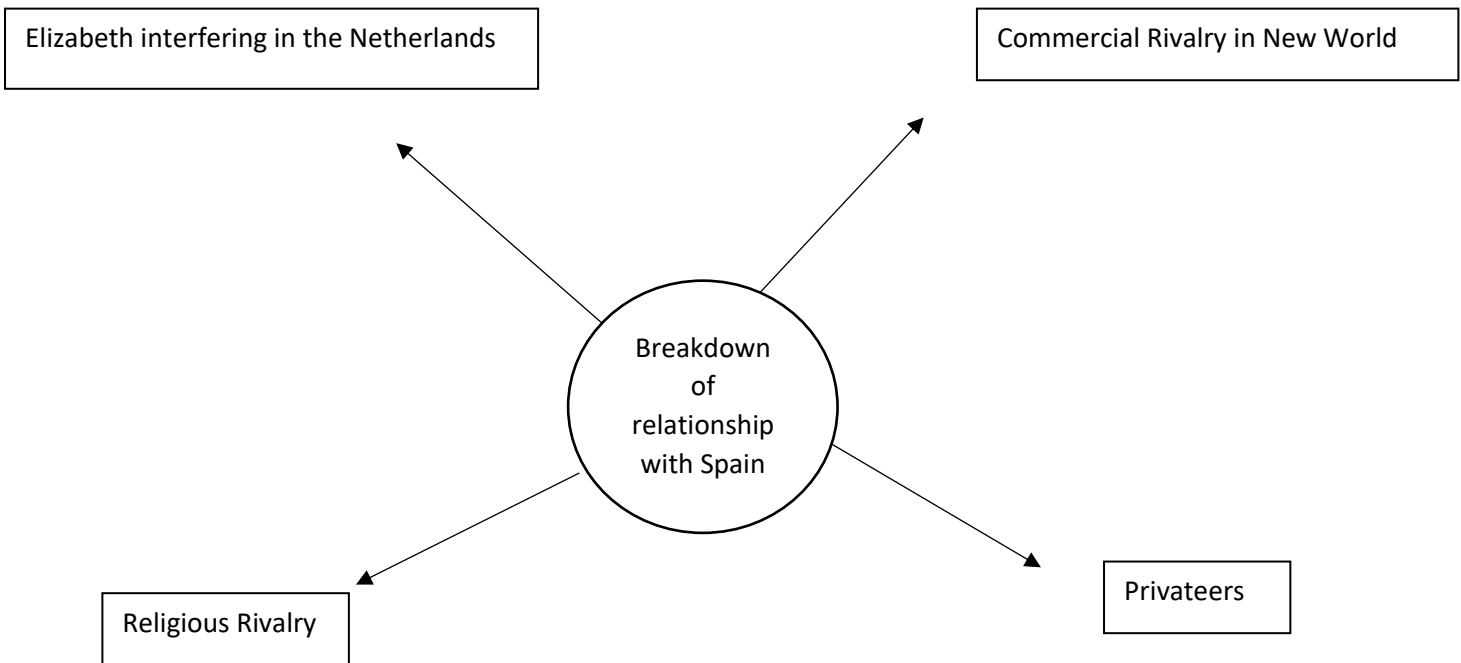 Elizabeth interfering in the Netherlands
Commercial Rivalry in New World
Breakdown
of
relationship
with Spain
Religious Rivalry
Privateers